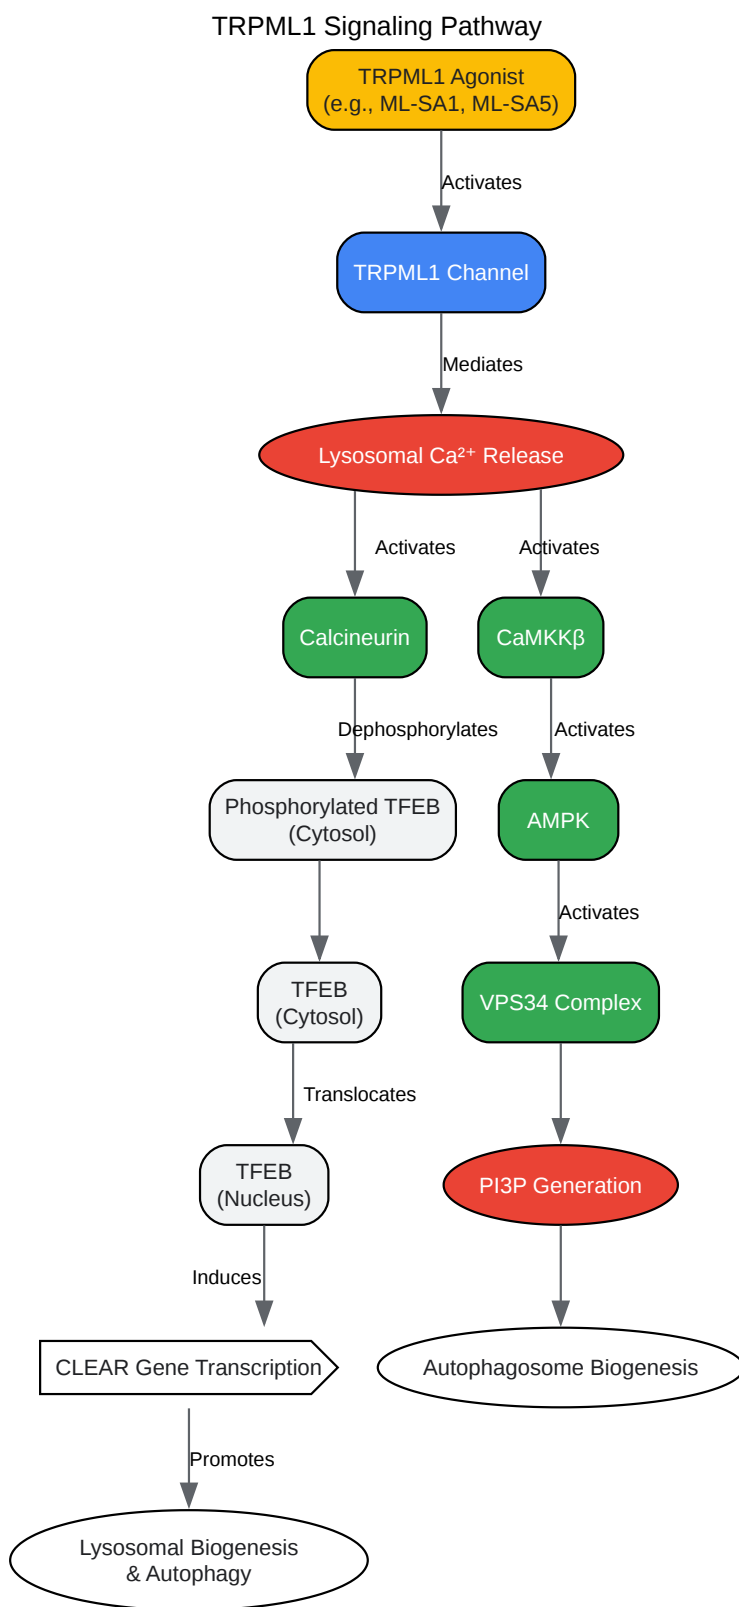 TRPML1 Signaling Pathway
TRPML1 Agonist
(e.g., ML-SA1, ML-SA5)
Activates
TRPML1 Channel
Mediates
Lysosomal Ca²⁺ Release
Activates
Activates
Calcineurin
CaMKKβ
Dephosphorylates
Activates
Phosphorylated TFEB
(Cytosol)
AMPK
Activates
TFEB
(Cytosol)
VPS34 Complex
Translocates
TFEB
(Nucleus)
PI3P Generation
Induces
CLEAR Gene Transcription
Autophagosome Biogenesis
Promotes
Lysosomal Biogenesis
& Autophagy